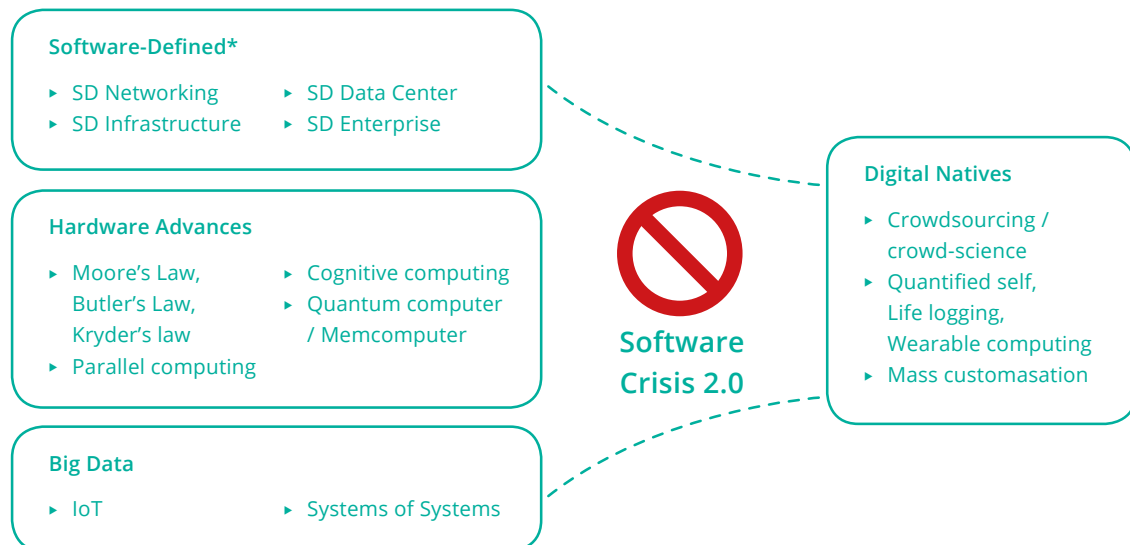 Software-Defined*
▸ SD Networking
▸ SD Infrastructure
▸ SD Data Center
▸ SD Enterprise
Hardware Advances
▸ Moore’s Law,
Butler’s Law,
Kryder’s law
▸ Parallel computing
▸ Cognitive computing
▸ Quantum computer
/ Memcomputer
Big Data
▸ IoT
▸ Systems of Systems
Software
Crisis 2.0
Digital Natives
▸ Crowdsourcing /
crowd-science
▸ Quantified self,
Life logging,
Wearable computing
▸ Mass customasation